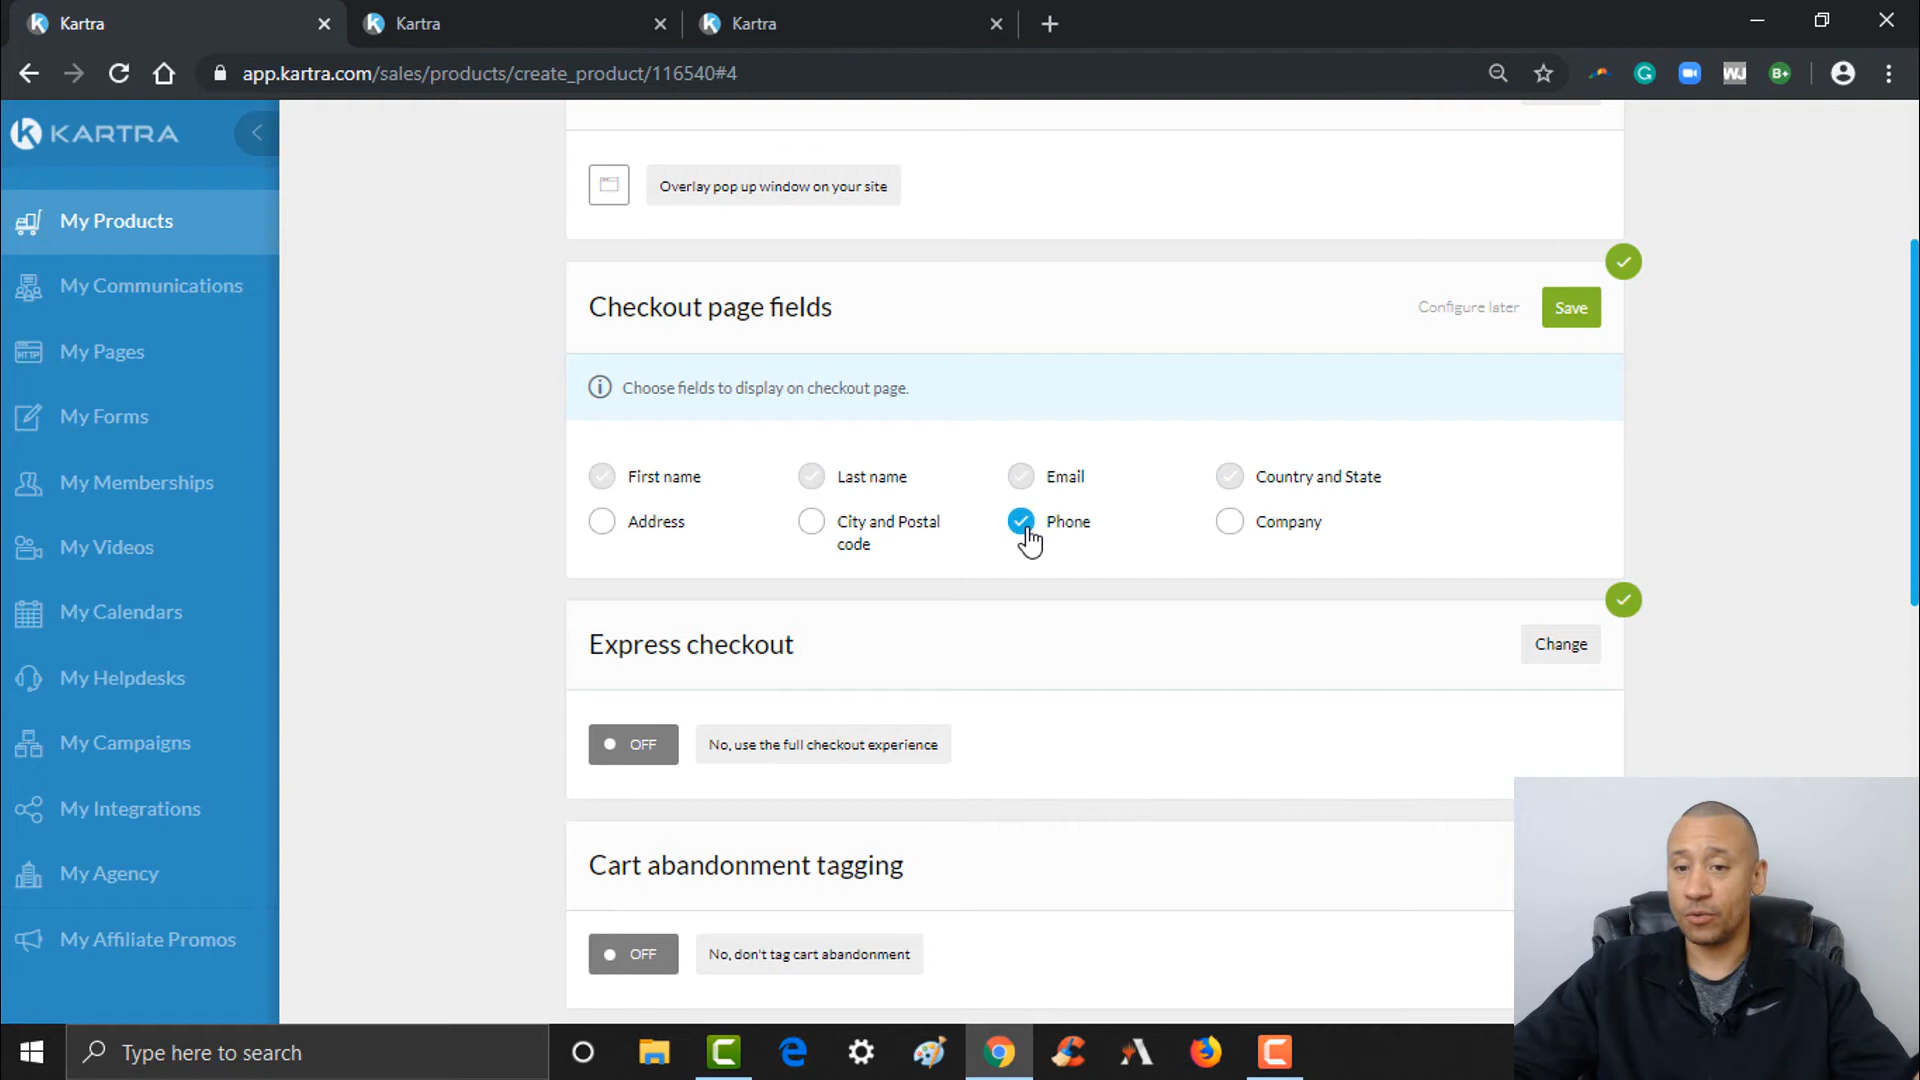 Kartra
Kartra
Kartra
app.kartra.com/sales/products/create_product/116540#4
KARTRA
My Products
My Communications
My Pages
My Forms
My Memberships
My Videos
My Calendars
My Helpdesks
My Campaigns
My Integrations
My Agency
My Affiliate Promos
Overlay pop up window on your site
Checkout page fields
Configure later
Save
Choose fields to display on checkout page.
First name
Last name
Email
Country and State
Address
City and Postal
code
Phone
Company
Express checkout
Change
OFF
No, use the full checkout experience
Cart abandonment tagging
OFF
No, don't tag cart abandonment
Type here to search